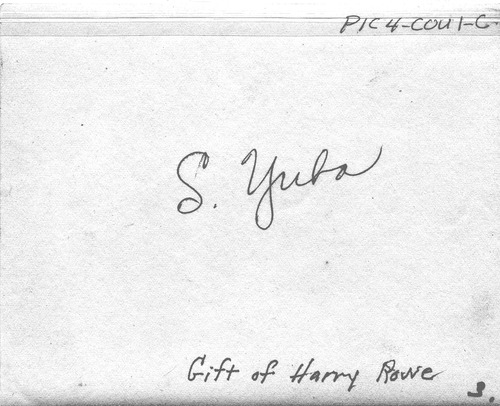 PIC4-COU1-G
S. Yuba
Gift of Harry Rowe
3.